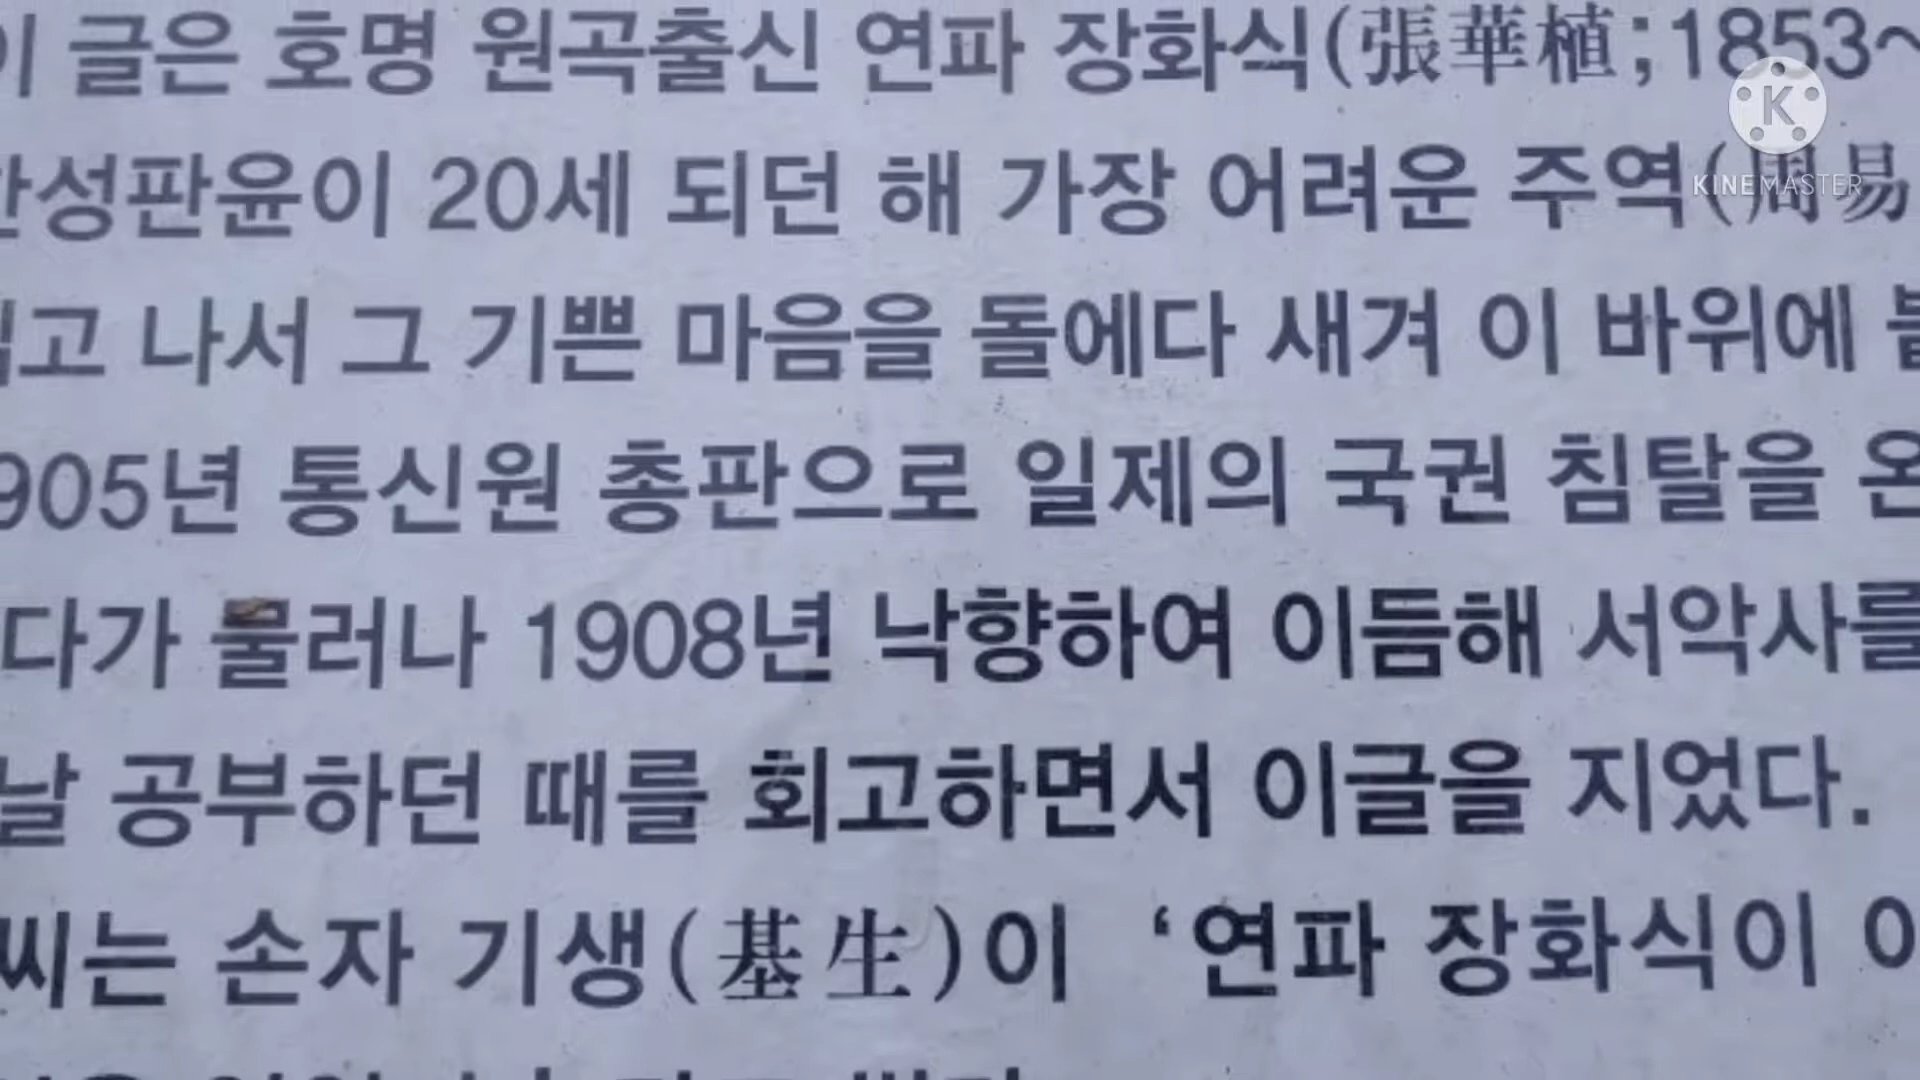 이 글은 호명 원곡출신 연파 장화식(張華植;1853~
성판윤이 20세 되던 해 가장 어려운 주역(周易
고 나서 그 기쁜 마음을 돌에다 새겨 이 바위에
905년 통신원 총판으로 일제의 국권 침탈을 온
다가 물러나 1908년 낙향하여 이듬해 서악사를
날 공부하던 때를 회고하면서 이글을 지었다.
씨는 손자 기생(基生)이 ‘연파 장화식이
KINEMASTER